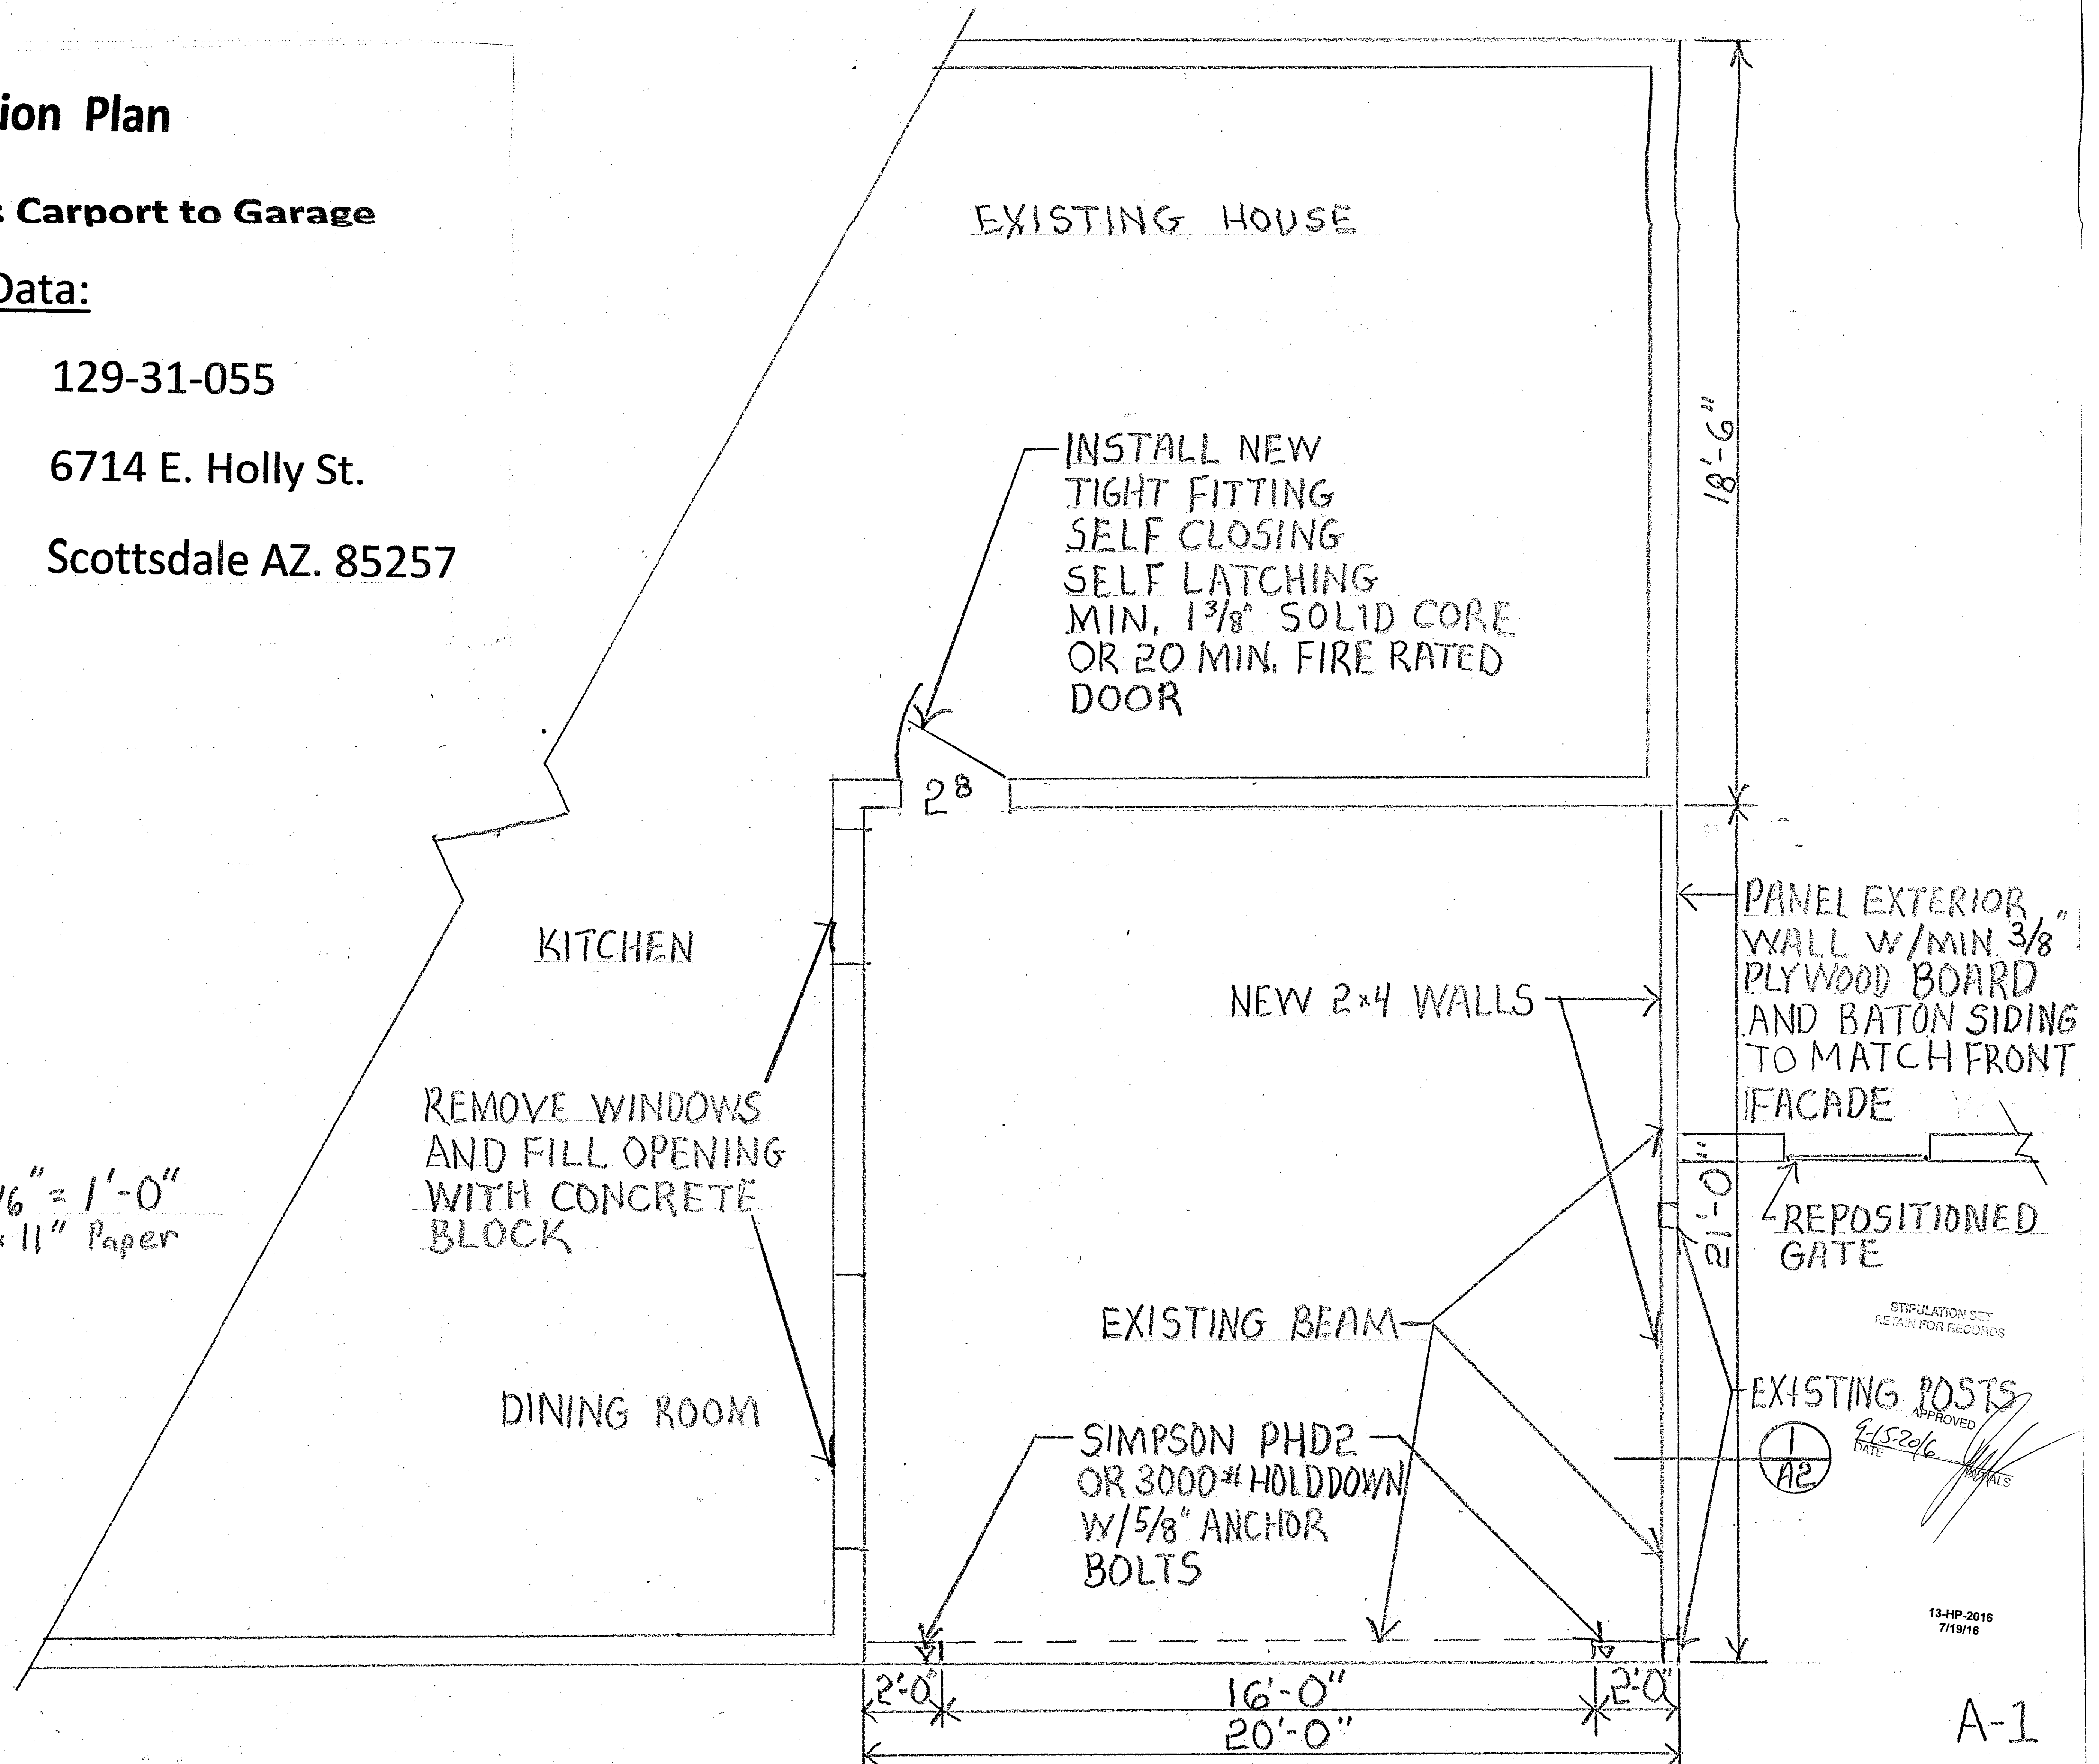 ion Plan
s Carport to Garage
Data:
129-31-055
6714 E. Holly St.
Scottsdale AZ. 85257
EXISTING HOUSE
INSTALL NEW
TIGHT FITTING
SELF CLOSING
SELF LATCHING
MIN. 1 3/8" SOLID CORE
OR 20 MIN. FIRE RATED
DOOR
18'-6"
2 8
KITCHEN
PANEL EXTERIOR
WALL W/MIN. 3/8"
PLYWOOD BOARD
AND BATON SIDING
TO MATCH FRONT
FACADE
NEW 2x4 WALLS
REMOVE WINDOWS
AND FILL OPENING
WITH CONCRETE
BLOCK
16" = 1'-0"
x 11" Paper
21'-0"
REPOSITIONED
GATE
EXISTING BEAM
STIPULATION SET
RETAIN FOR RECORDS
DINING ROOM
EXISTING POSTS
SIMPSON PHD2
OR 3000# HOLDDOWN
W/5/8" ANCHOR
BOLTS
1
A2
APPROVED
9-15-2016
DATE
INITIALS
13-HP-2016
7/19/16
2'-0"
16'-0"
2'-0"
20'-0"
A-1